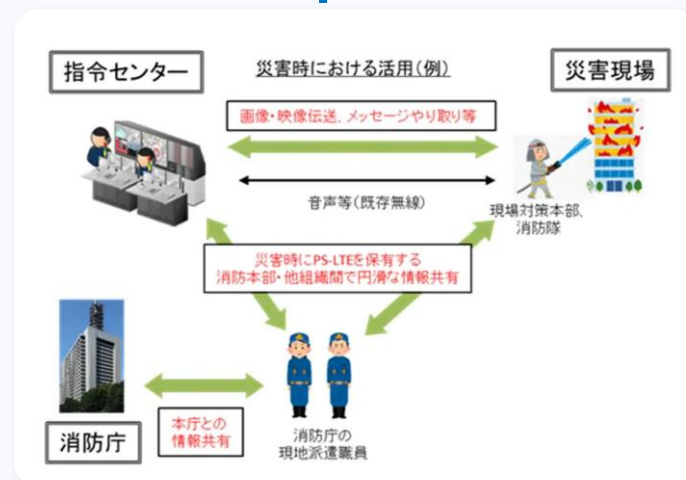 災害時における活用(例)
指令センター
災害現場
画像・映像伝送、メッセージやり取り等
音声等(既存無線)
現場対策本部、
消防隊
災害時にPS-LTEを保有する
消防本部・他組織間で円滑な情報共有
本庁との
情報共有
消防庁
消防庁の
現地派遣職員